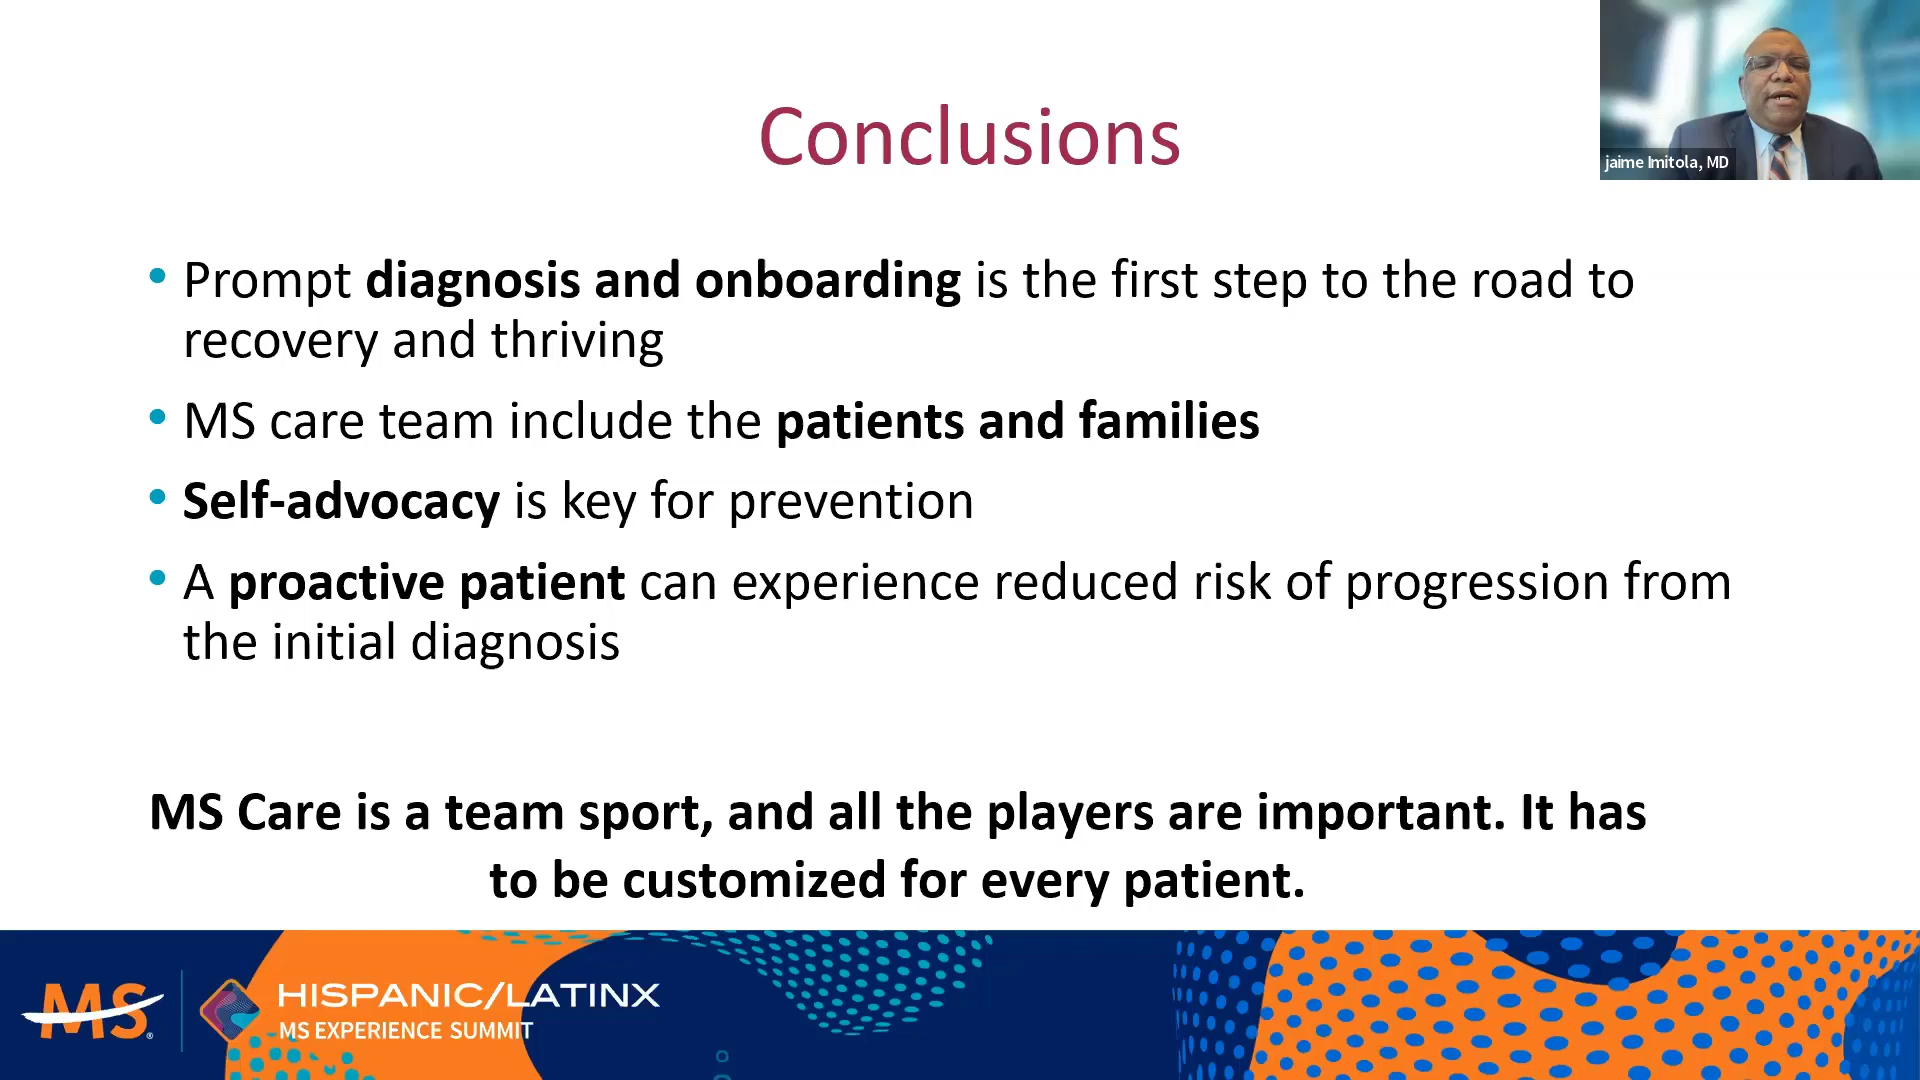 Conclusions
jaime Imitola, MD
• Prompt diagnosis and onboarding is the first step to the road to
recovery and thriving
• MS care team include the patients and families
• Self-advocacy is key for prevention
• A proactive patient can experience reduced risk of progression from
the initial diagnosis
MS Care is a team sport, and all the players are important. It has
to be customized for every patient.
MS®
HISPANIC/LATINX
MS EXPERIENCE SUMMIT